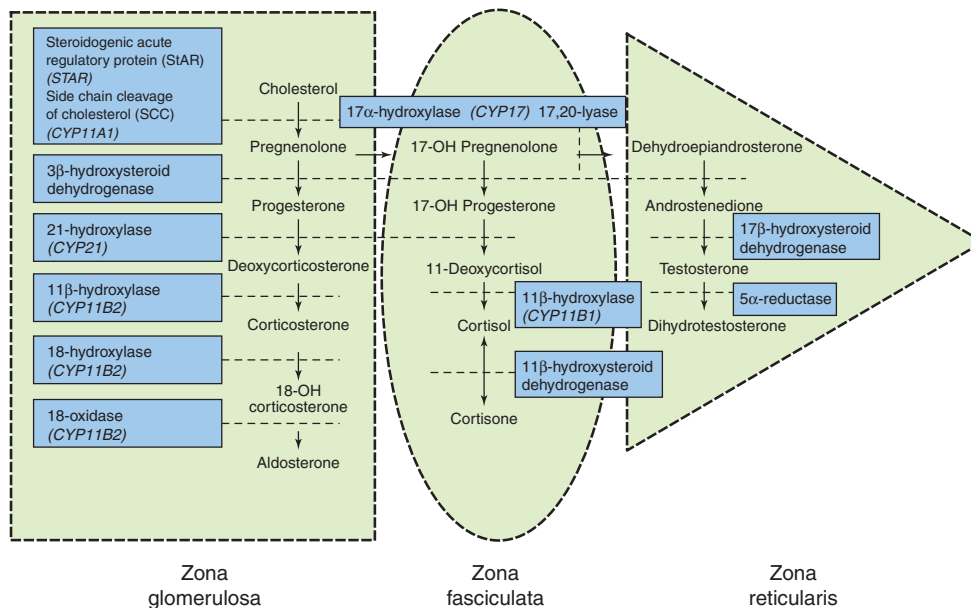 Steroidogenic acute
regulatory protein (StAR)
(STAR)
Side chain cleavage
of cholesterol (SCC)
(CYP11A1)
3β-hydroxysteroid
dehydrogenase
21-hydroxylase
(CYP21)
11β-hydroxylase
(CYP11B2)
18-hydroxylase
(CYP11B2)
18-oxidase
(CYP11B2)
Cholesterol
Pregnenolone
Progesterone
Deoxycorticosterone
Corticosterone
18-OH
corticosterone
Aldosterone
17α-hydroxylase (CYP17) 17,20-lyase
17-OH Pregnenolone
17-OH Progesterone
11-Deoxycortisol
11β-hydroxylase
(CYP11B1)
Cortisol
11β-hydroxysteroid
dehydrogenase
Cortisone
Dehydroepiandrosterone
Androstenedione
17β-hydroxysteroid
dehydrogenase
Testosterone
5α-reductase
Dihydrotestosterone
Zona
glomerulosa
Zona
fasciculata
Zona
reticularis